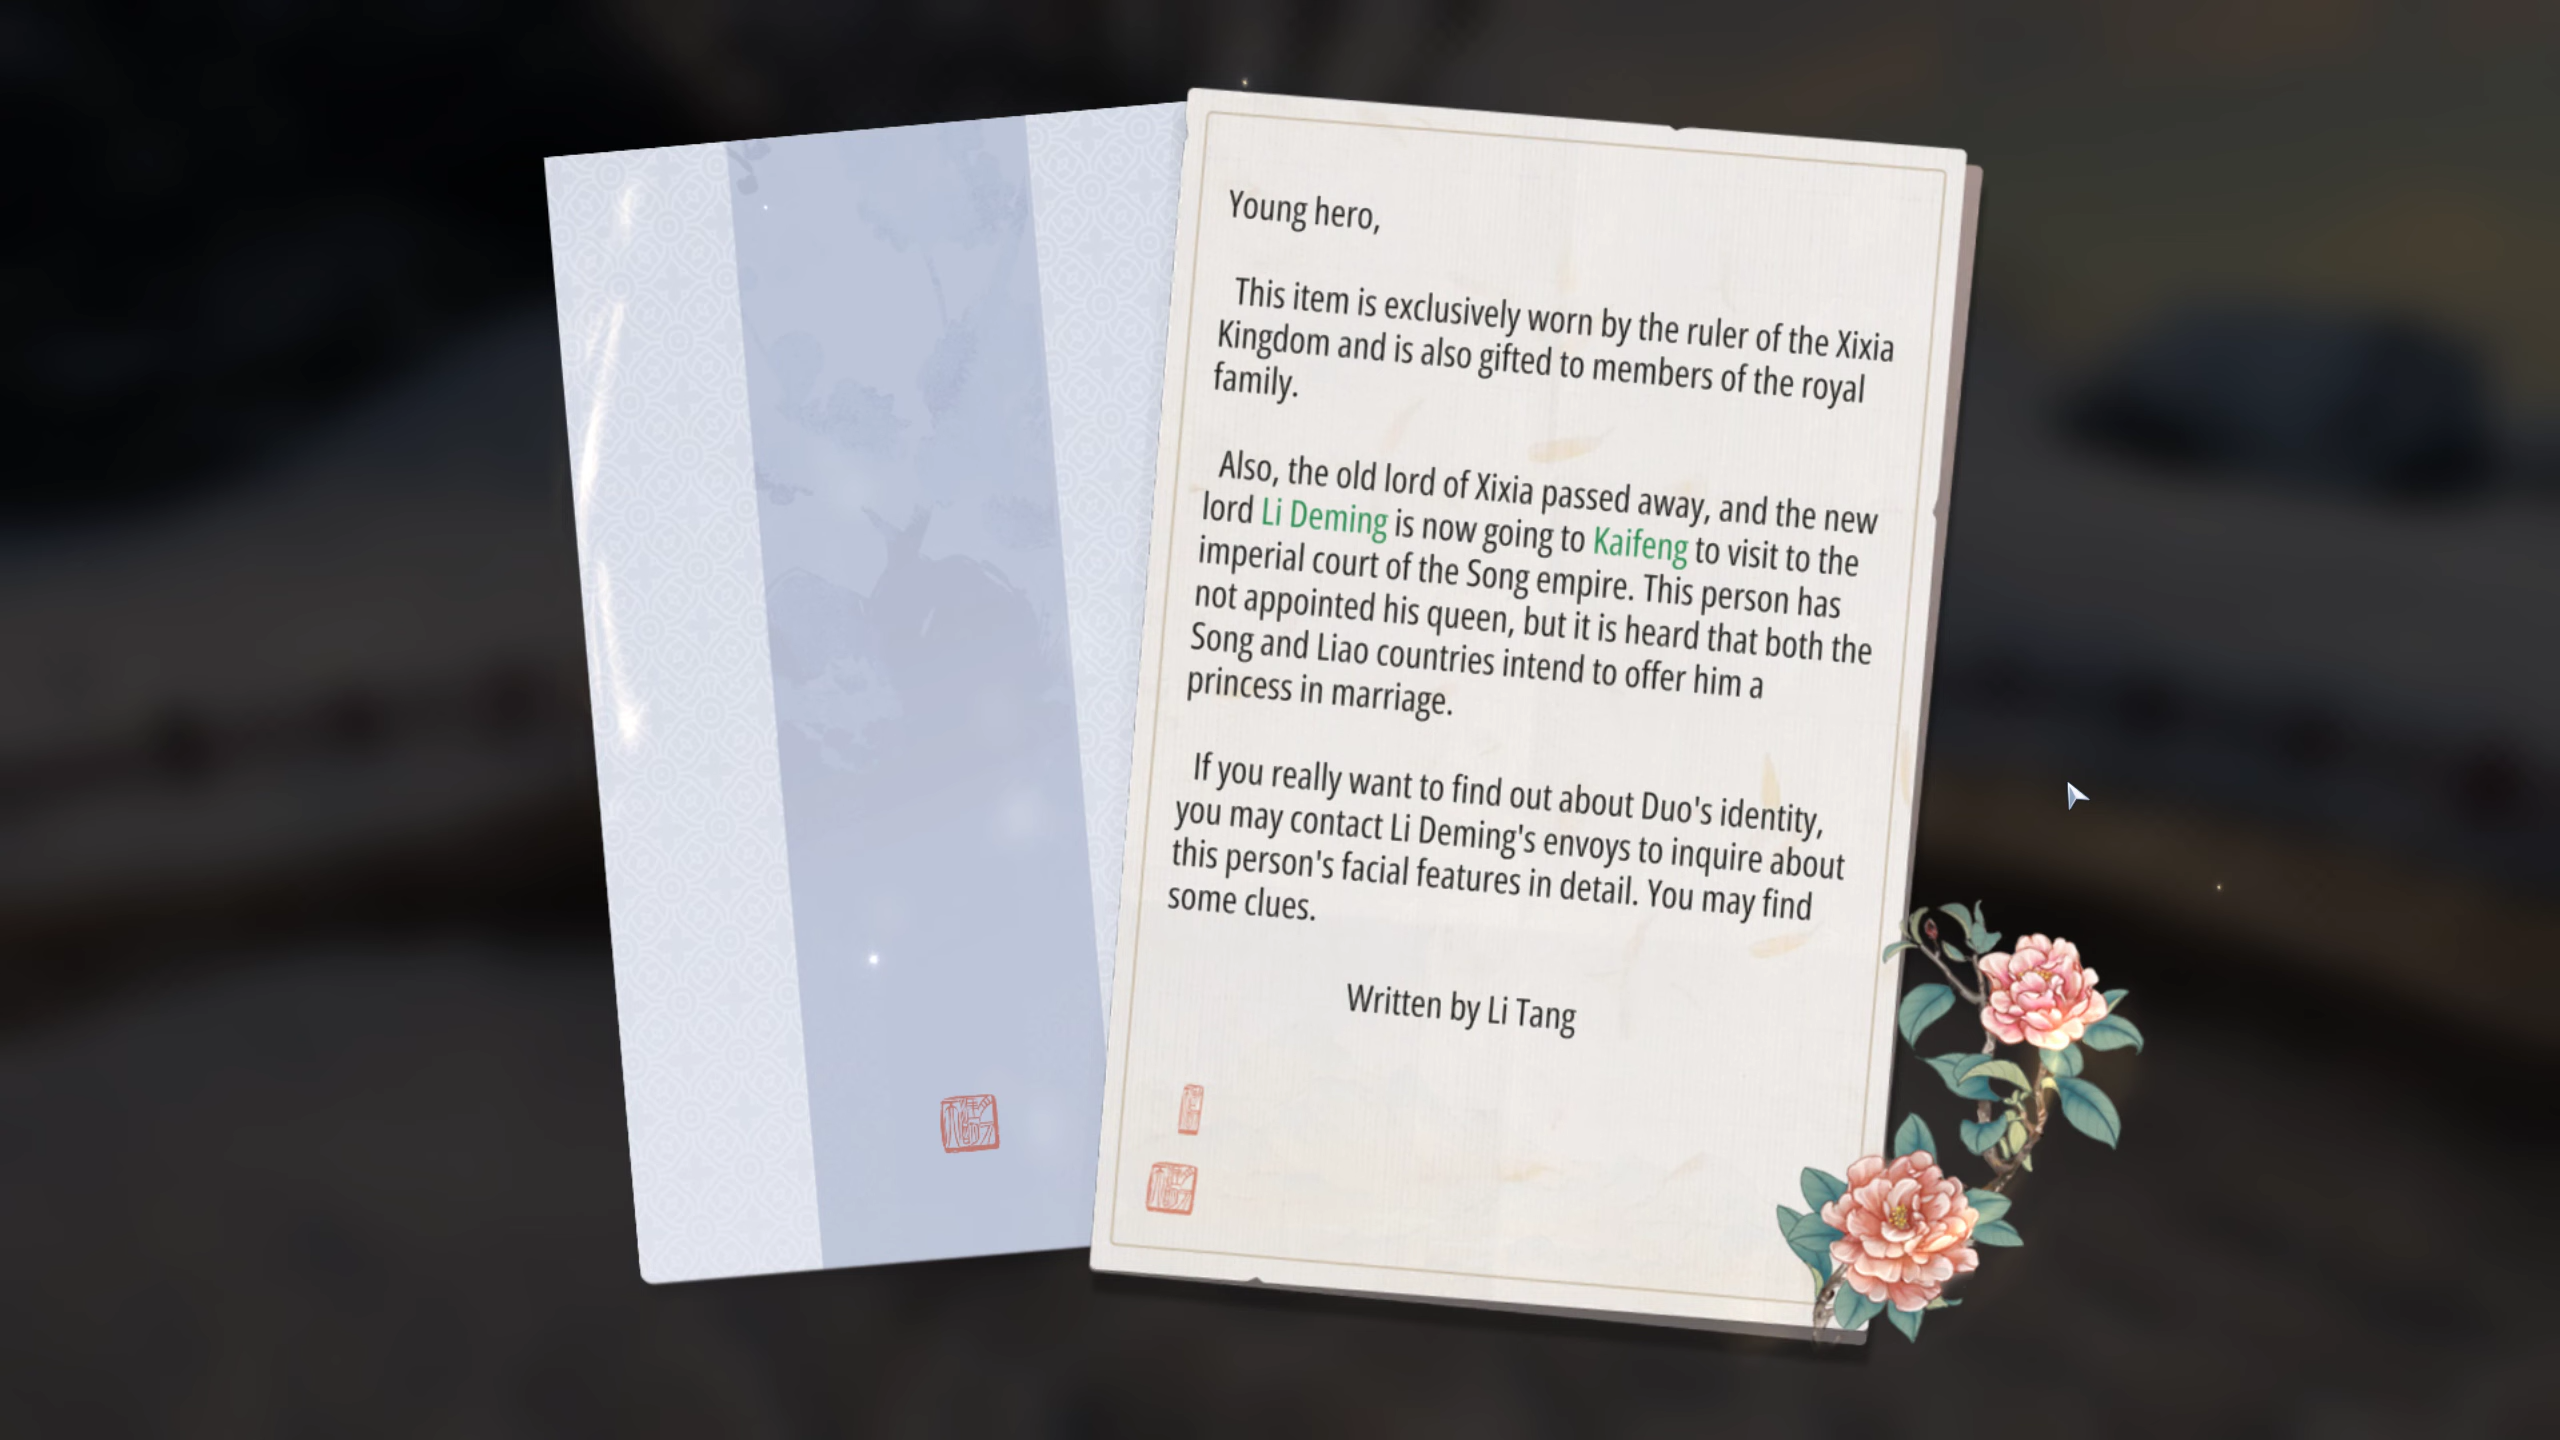 Young hero,
This item is exclusively worn by the ruler of the Xixia
Kingdom and is also gifted to members of the royal
family.
Also, the old lord of Xixia passed away, and the new
lord Li Deming is now going to Kaifeng to visit to the
imperial court of the Song empire. This person has
not appointed his queen, but it is heard that both the
Song and Liao countries intend to offer him a
princess in marriage.
If you really want to find out about Duo's identity,
you may contact Li Deming's envoys to inquire about
this person's facial features in detail. You may find
some clues.
Written by Li Tang